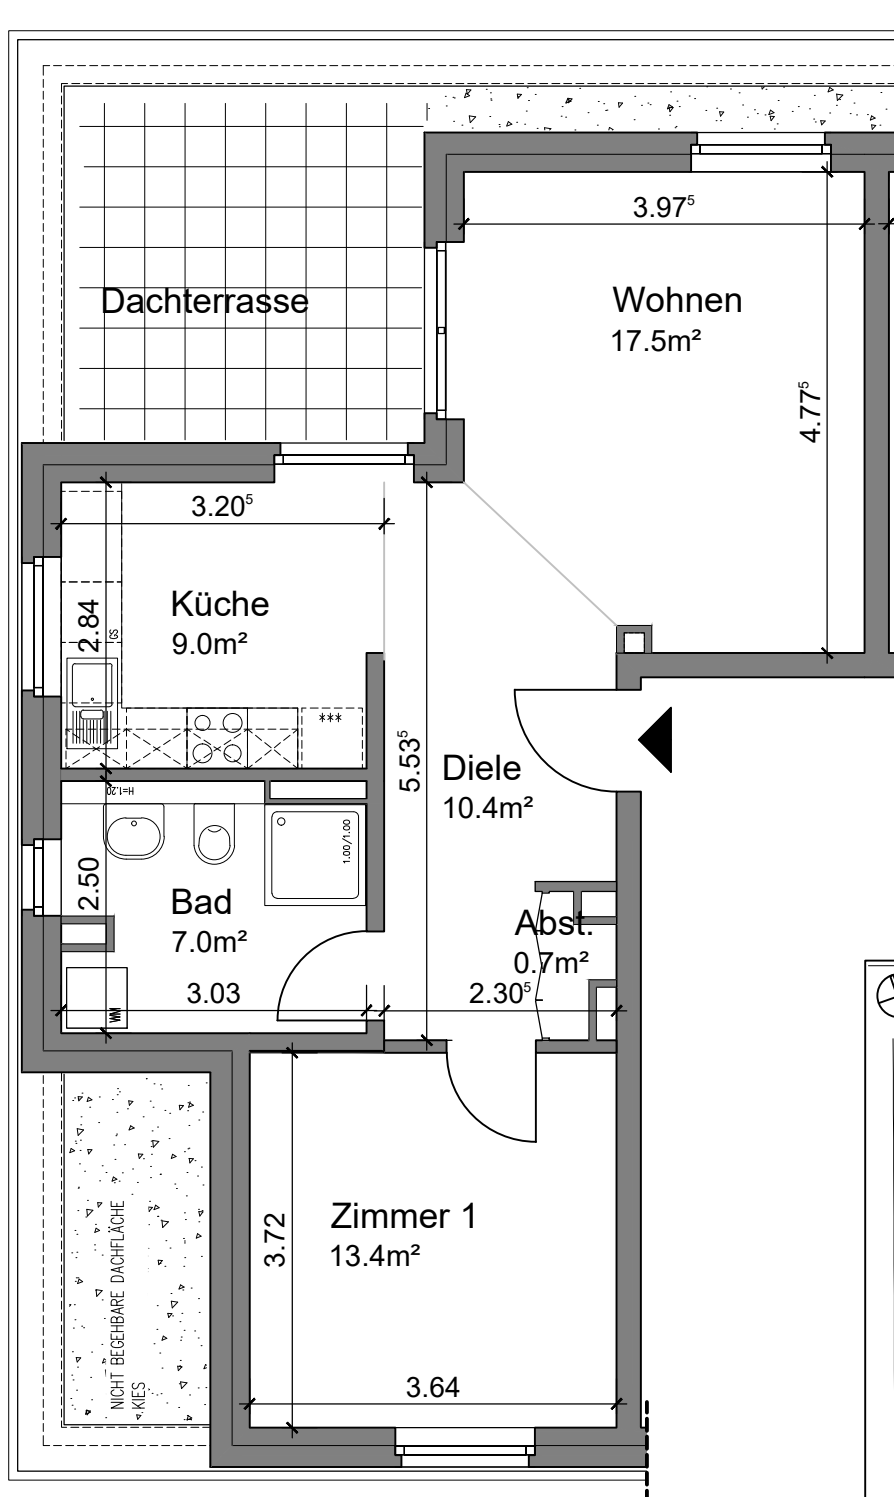 3.97⁵
Dachterrasse
Wohnen
17.5m²
4.77⁵
3.20⁵
Küche
9.0m²
2.84
GS
***
5.53⁵
Diele
10.4m²
H=1.20
1.00/1.00
2.50
Bad
7.0m²
Abst.
0.7m²
3.03
2.30⁵
WM
Zimmer 1
13.4m²
3.72
NICHT BEGEHBARE DACHFLÄCHE
KIES
3.64